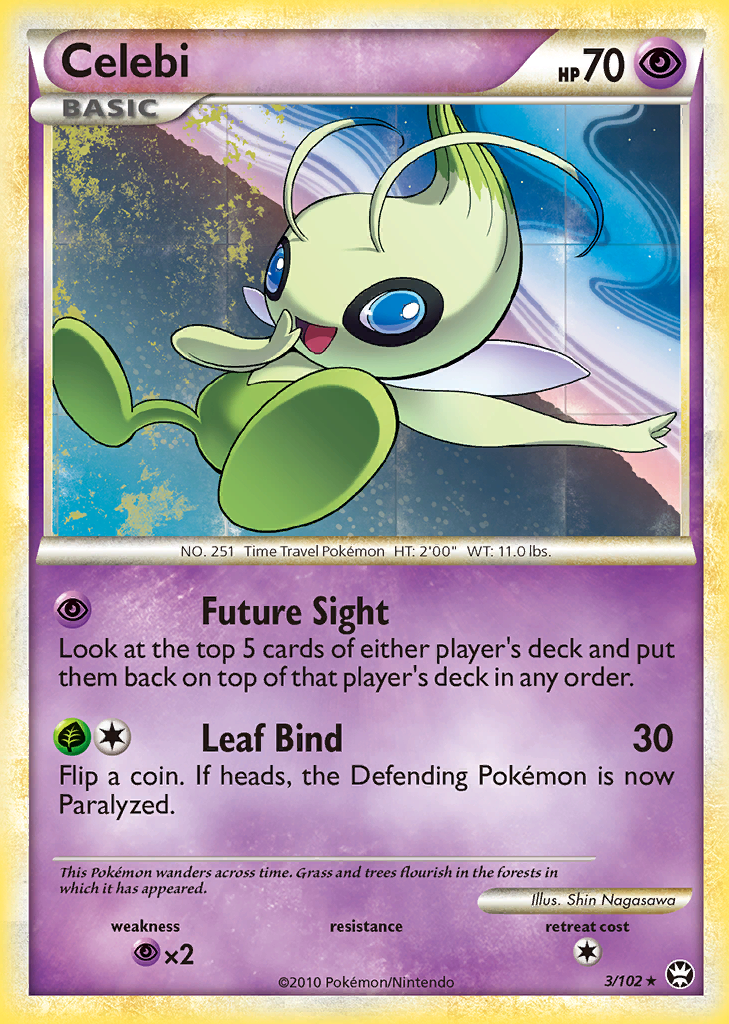 Celebi
HP 70
BASIC
NO. 251 Time Travel Pokémon HT: 2'00" WT: 11.0 lbs.
Future Sight
Look at the top 5 cards of either player's deck and put
them back on top of that player's deck in any order.
Leaf Bind 30
Flip a coin. If heads, the Defending Pokémon is now
Paralyzed.
This Pokémon wanders across time. Grass and trees flourish in the forests in
which it has appeared.
Illus. Shin Nagasawa
weakness resistance retreat cost
×2
©2010 Pokémon/Nintendo 3/102 ★